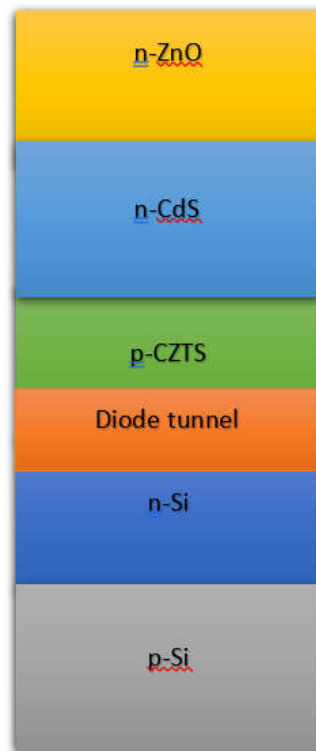 n-ZnO
n-CdS
p-CZTS
Diode tunnel
n-Si
p-Si